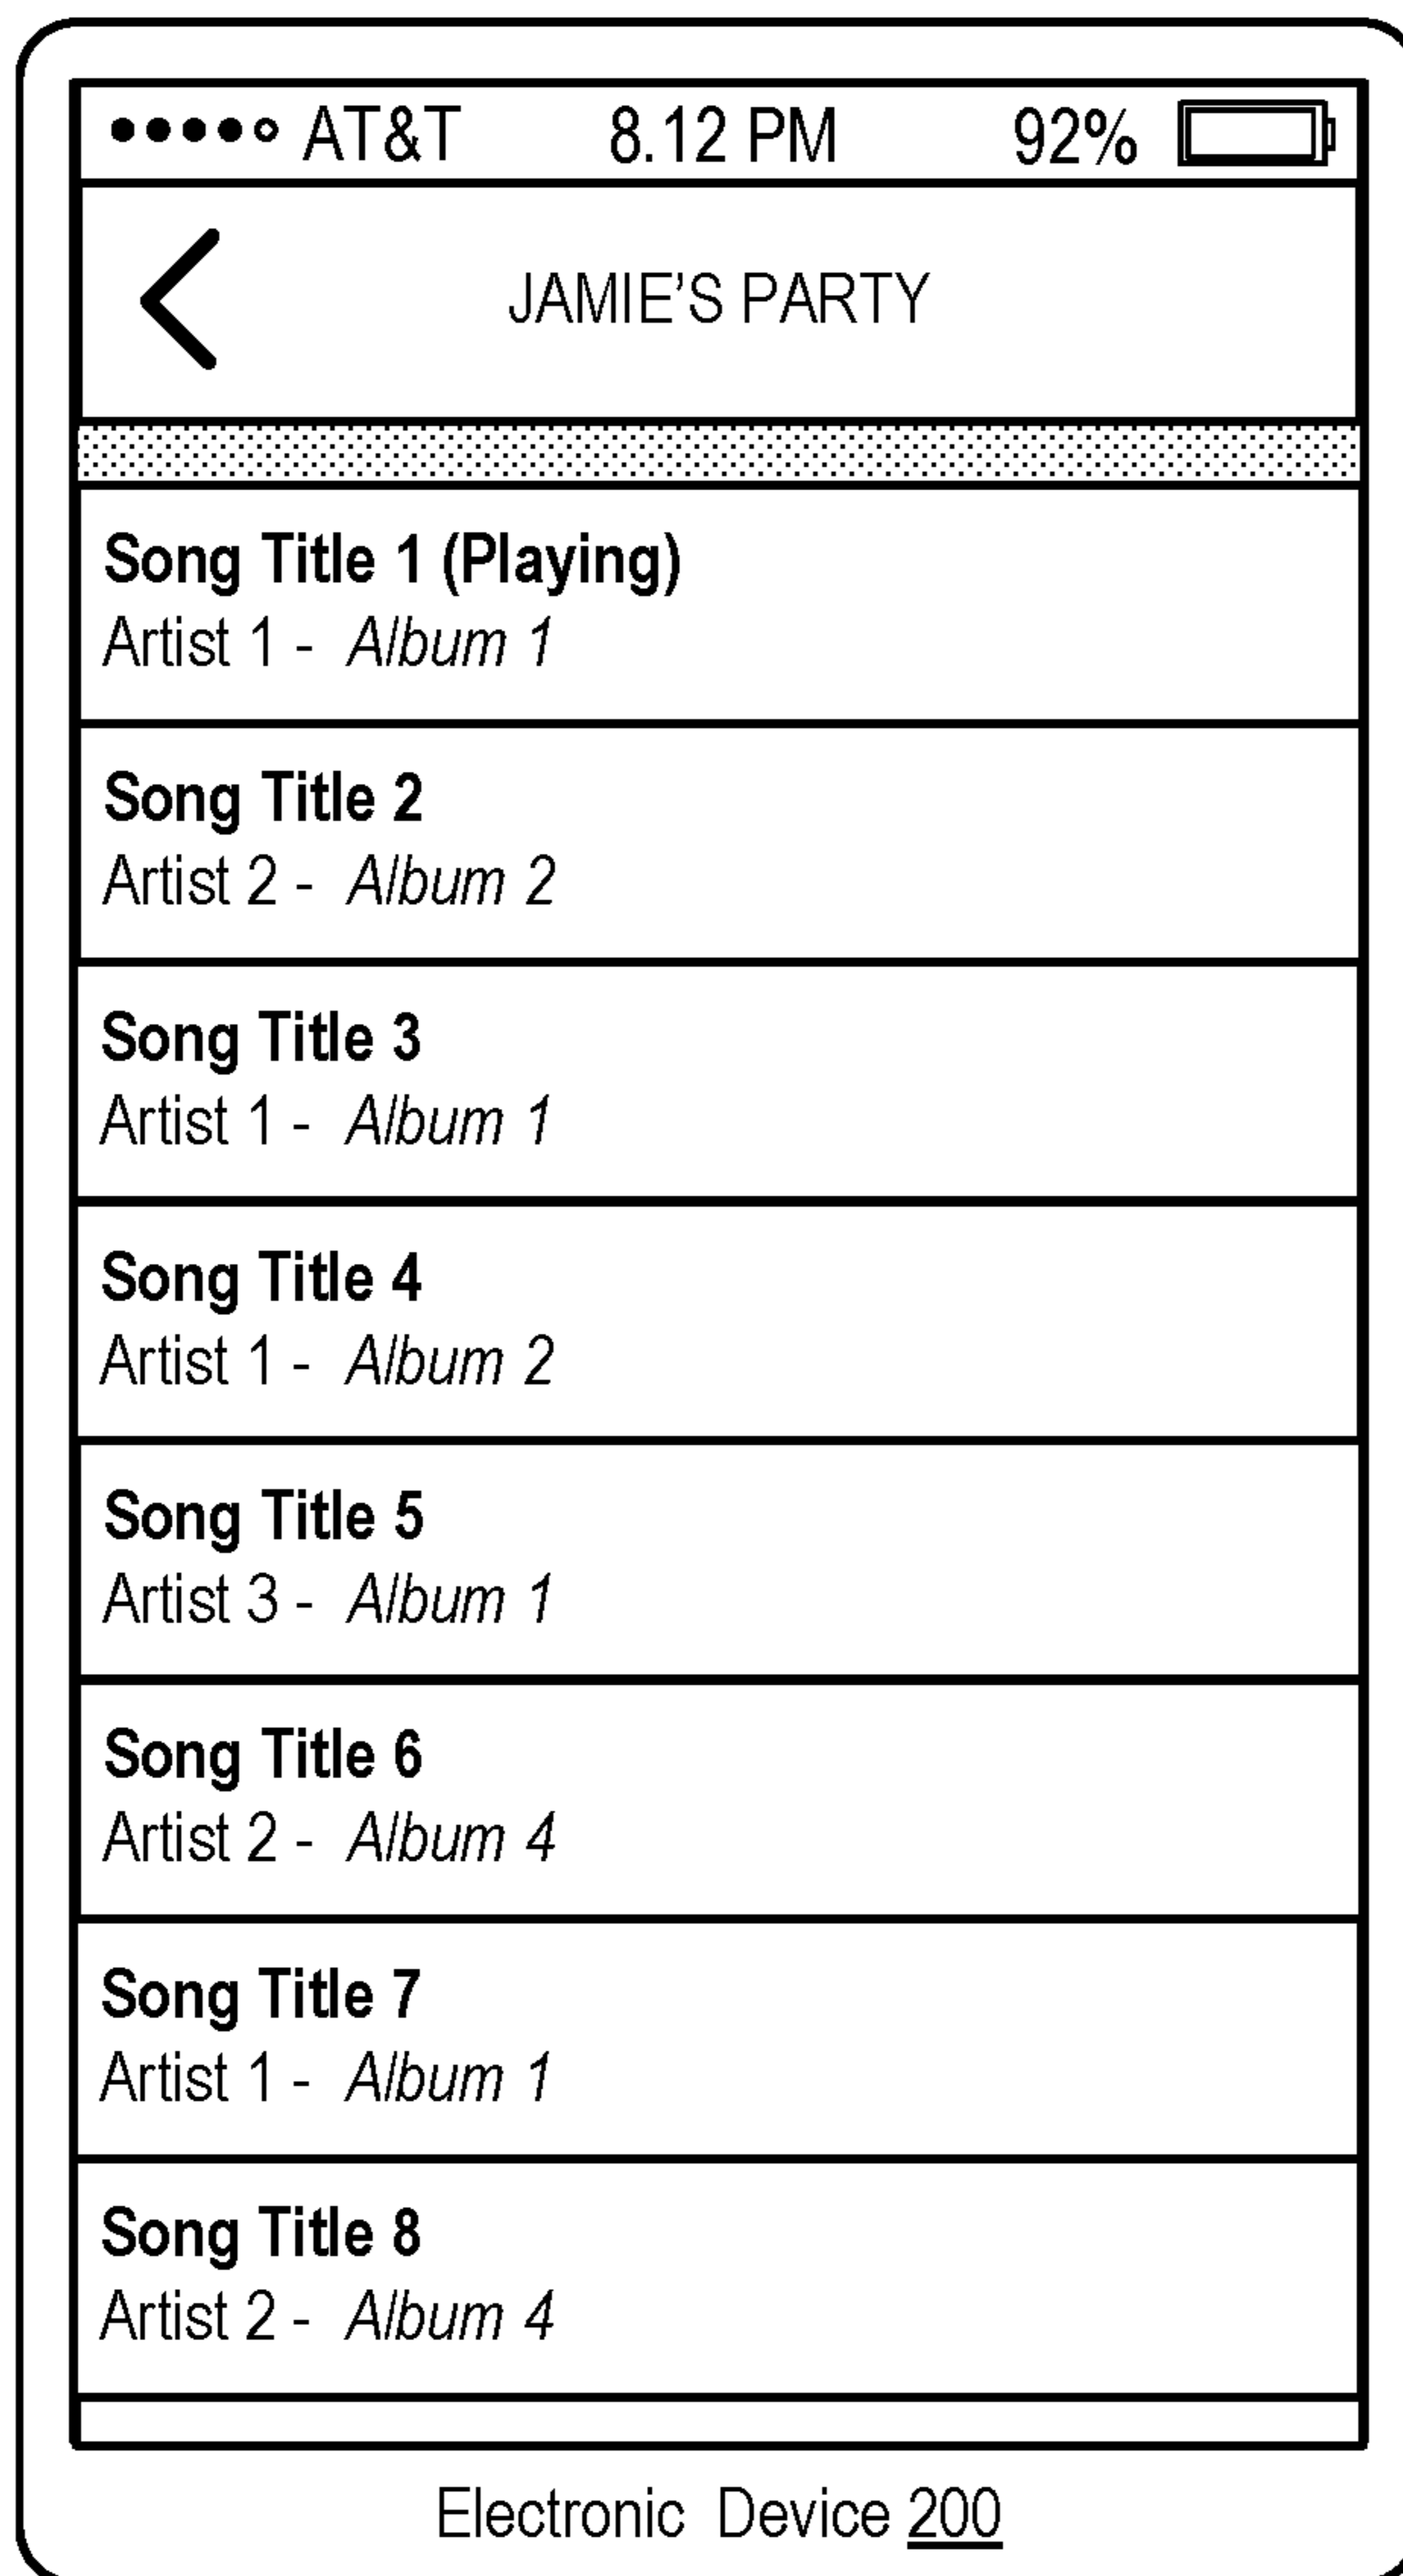 AT&T 8.12 PM 92%
JAMIE'S PARTY
Song Title 1 (Playing)
Artist 1 - Album 1
Song Title 2
Artist 2 - Album 2
Song Title 3
Artist 1 - Album 1
Song Title 4
Artist 1 - Album 2
Song Title 5
Artist 3 - Album 1
Song Title 6
Artist 2 - Album 4
Song Title 7
Artist 1 - Album 1
Song Title 8
Artist 2 - Album 4
Electronic Device 200